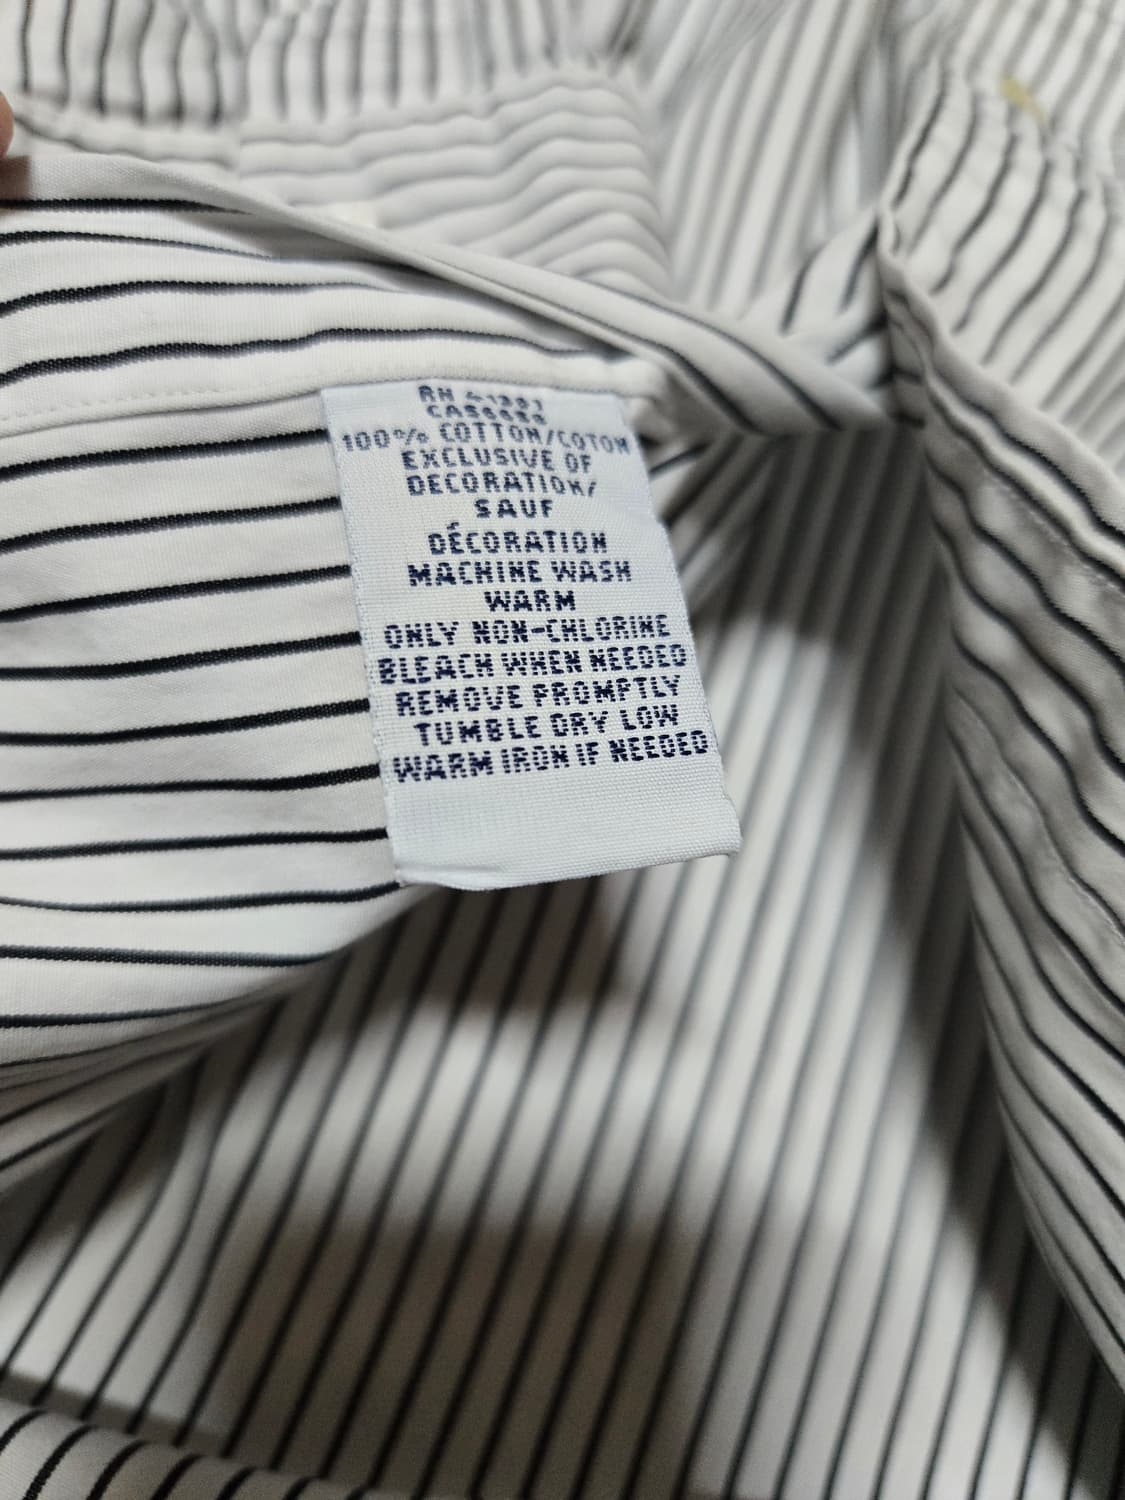 100% COTTON/COTON
EXCLUSIVE OF
DECORATION/
SAUF
DÉCORATION
MACHINE WASH
WARM
ONLY NON-CHLORINE
BLEACH WHEN NEEDED
REMOVE PROMPTLY
TUMBLE DRY LOW
WARM IRON IF NEEDED